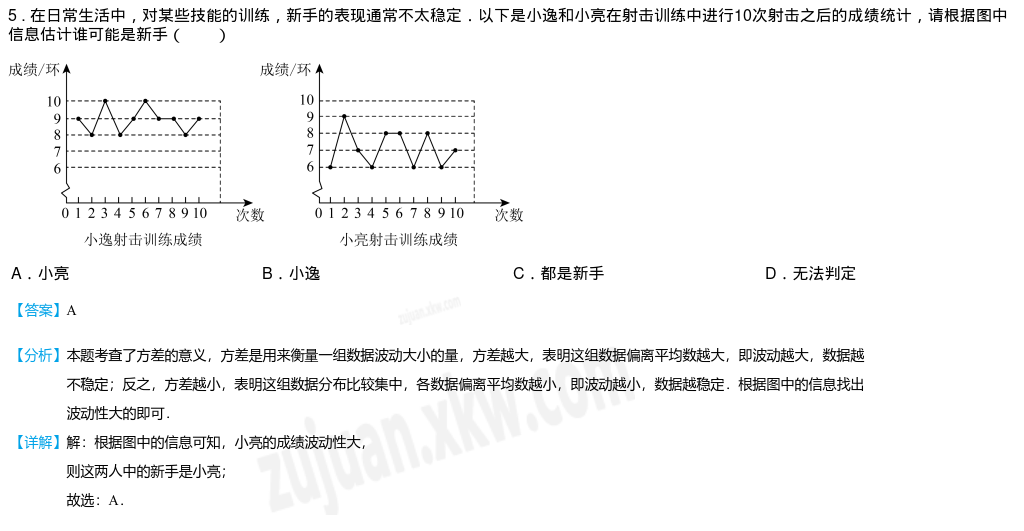 5．在日常生活中，对某些技能的训练，新手的表现通常不太稳定．以下是小逸和小亮在射击训练中进行10次射击之后的成绩统计，请根据图中
信息估计谁可能是新手（　　）
成绩/环
10
9
8
7
6
0 1 2 3 4 5 6 7 8 9 10 次数
小逸射击训练成绩
成绩/环
10
9
8
7
6
0 1 2 3 4 5 6 7 8 9 10 次数
小亮射击训练成绩
A．小亮 B．小逸 C．都是新手 D．无法判定
【答案】A
【分析】本题考查了方差的意义，方差是用来衡量一组数据波动大小的量，方差越大，表明这组数据偏离平均数越大，即波动越大，数据越
不稳定；反之，方差越小，表明这组数据分布比较集中，各数据偏离平均数越小，即波动越小，数据越稳定．根据图中的信息找出
波动性大的即可．
【详解】解：根据图中的信息可知，小亮的成绩波动性大，
则这两人中的新手是小亮；
故选：A．
zujuan.xkw.com
zujuan.xkw.com